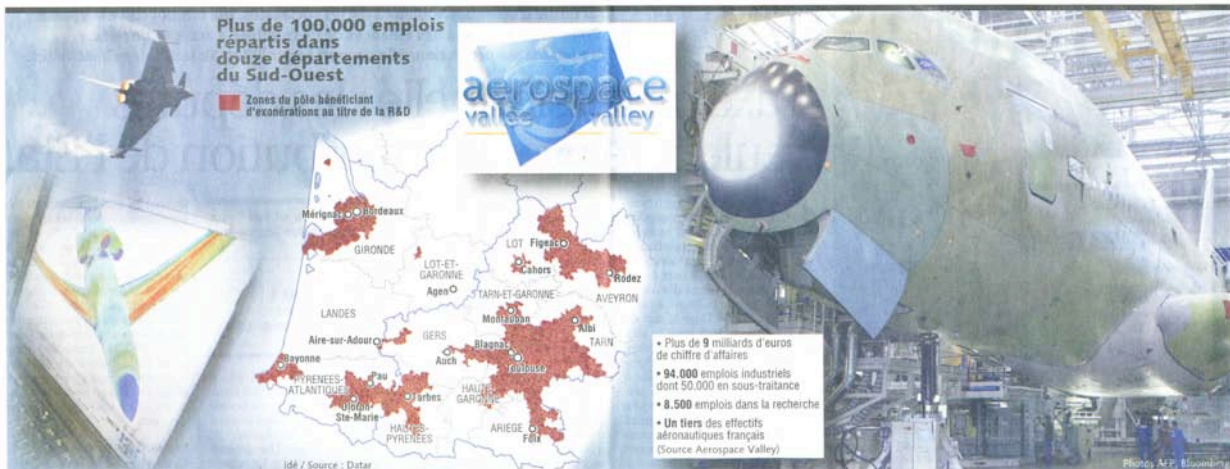 Plus de 100.000 emplois
répartis dans
douze départements
du Sud-Ouest
Zones du pôle bénéficiant
d'exonérations au titre de la R&D
aerospace
vallée valley
Mérignac Bordeaux
GIRONDE
LOT Figeac
Cahors
Rodez
LOT-ET-
GARONNE
Agen
AVEYRON
TARN-ET-GARONNE
Montauban
LANDES
Albi
Aire-sur-Adour
GERS
TARN
Blagnac
Auch
Toulouse
Bayonne
Pau
PYRÉNÉES-
ATLANTIQUES
HAUTE-
GARONNE
Tarbes
Oloron-
Ste-Marie
HAUTES-
PYRÉNÉES
ARIEGE
Foix
Idé / Source : Datar
• Plus de 9 milliards d'euros
de chiffre d'affaires
• 94.000 emplois industriels
dont 50.000 en sous-traitance
• 8.500 emplois dans la recherche
• Un tiers des effectifs
aéronautiques français
(Source Aerospace Valley)
Photos AFP, Bloomberg